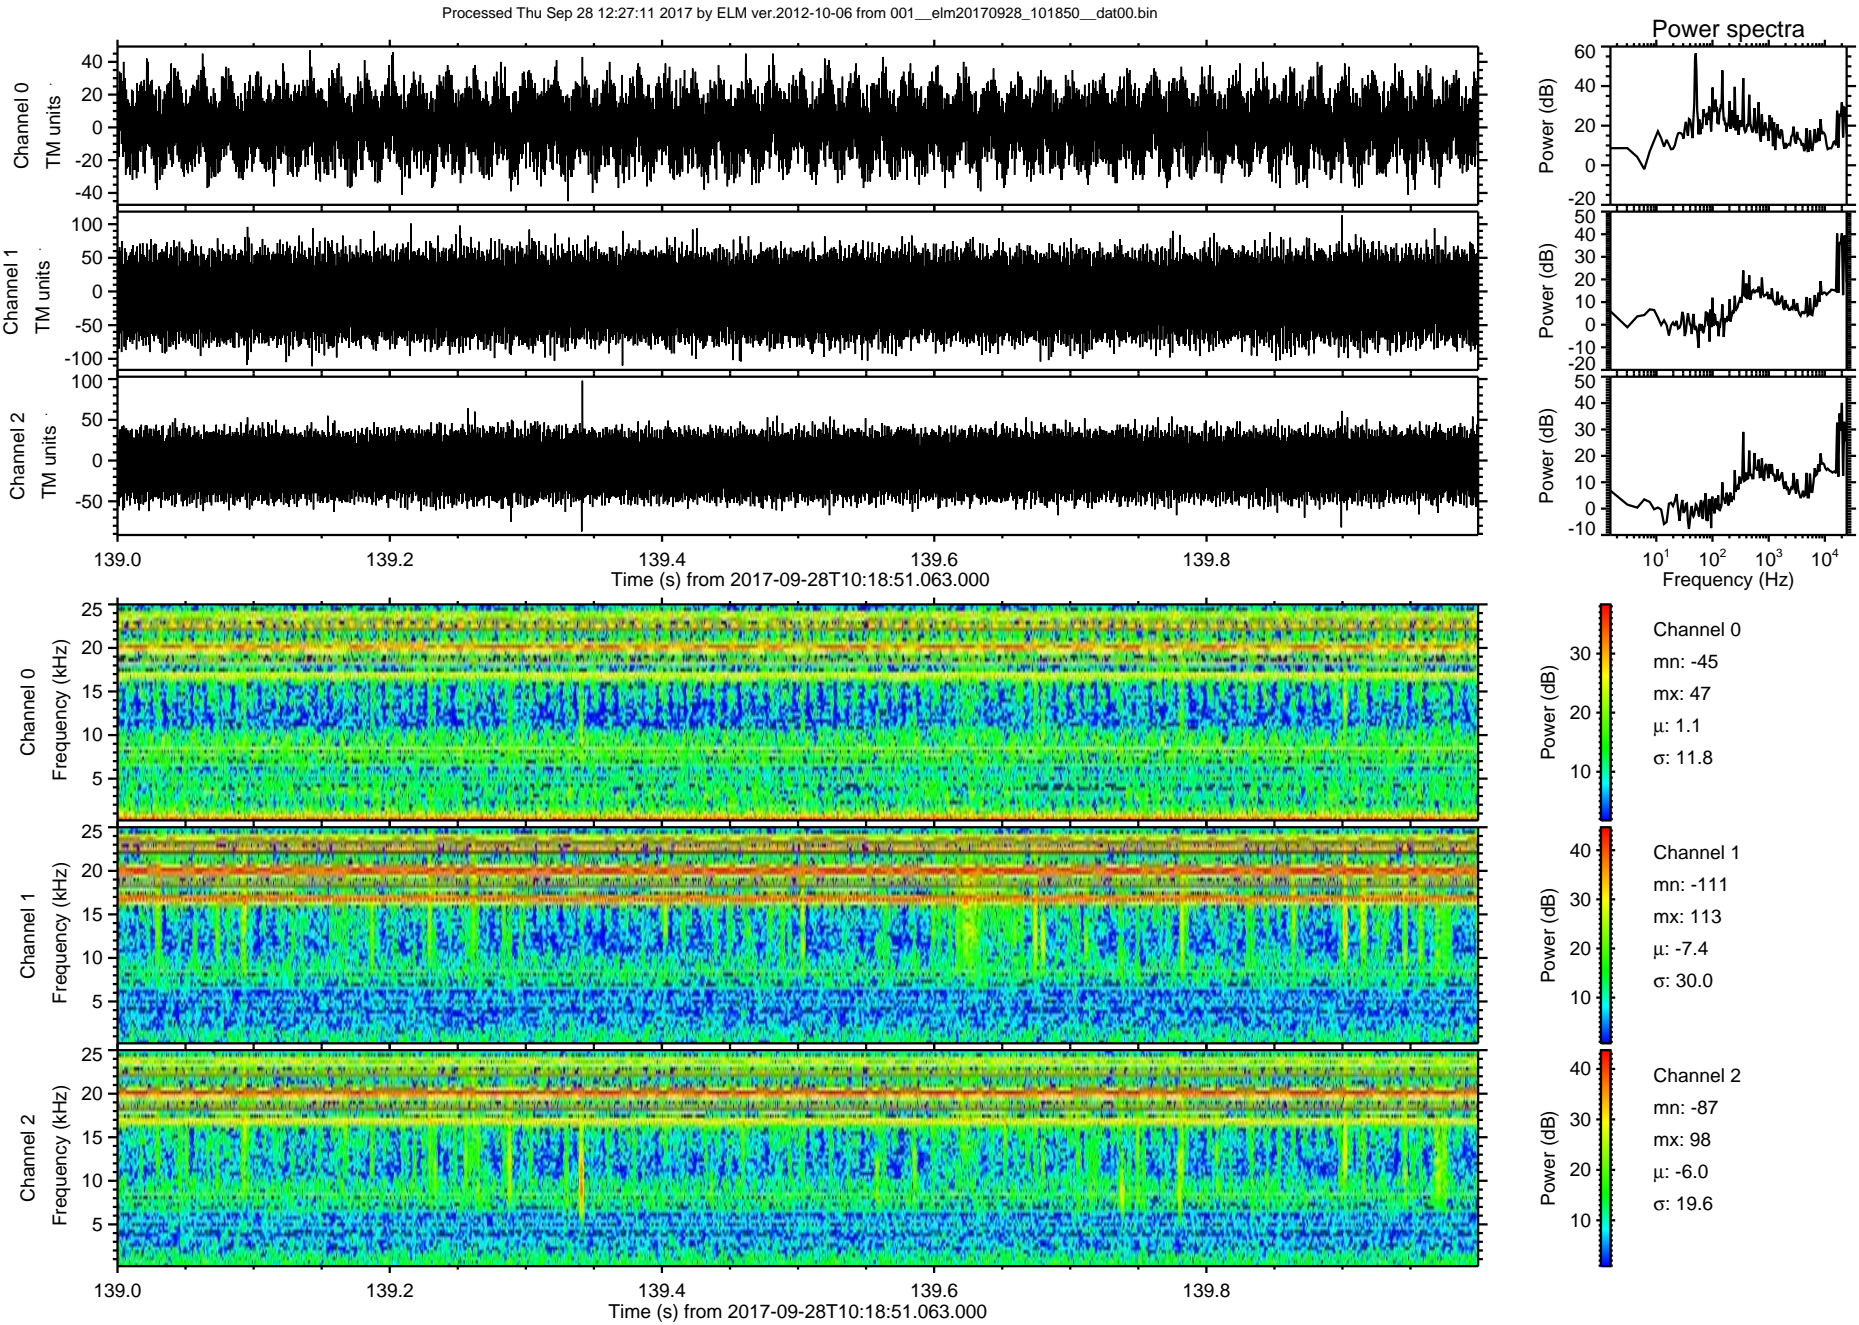 Processed Thu Sep 28 12:27:11 2017 by ELM ver.2012-10-06 from 001__elm20170928_101850__dat00.bin
Power spectra
Channel 0
TM units
40
20
0
-20
-40
Power (dB)
60
40
20
0
-20
Channel 1
TM units
100
50
0
-50
-100
Power (dB)
50
40
30
20
10
0
-10
-20
Channel 2
TM units
100
50
0
-50
Power (dB)
50
40
30
20
10
0
-10
139.0 139.2 139.4 139.6 139.8
Time (s) from 2017-09-28T10:18:51.063.000
10¹ 10² 10³ 10⁴
Frequency (Hz)
Channel 0
Frequency (kHz)
25
20
15
10
5
Power (dB)
30
20
10
Channel 0
mn: -45
mx: 47
μ: 1.1
σ: 11.8
Channel 1
Frequency (kHz)
25
20
15
10
5
Power (dB)
40
30
20
10
Channel 1
mn: -111
mx: 113
μ: -7.4
σ: 30.0
Channel 2
Frequency (kHz)
25
20
15
10
5
Power (dB)
40
30
20
10
Channel 2
mn: -87
mx: 98
μ: -6.0
σ: 19.6
139.0 139.2 139.4 139.6 139.8
Time (s) from 2017-09-28T10:18:51.063.000